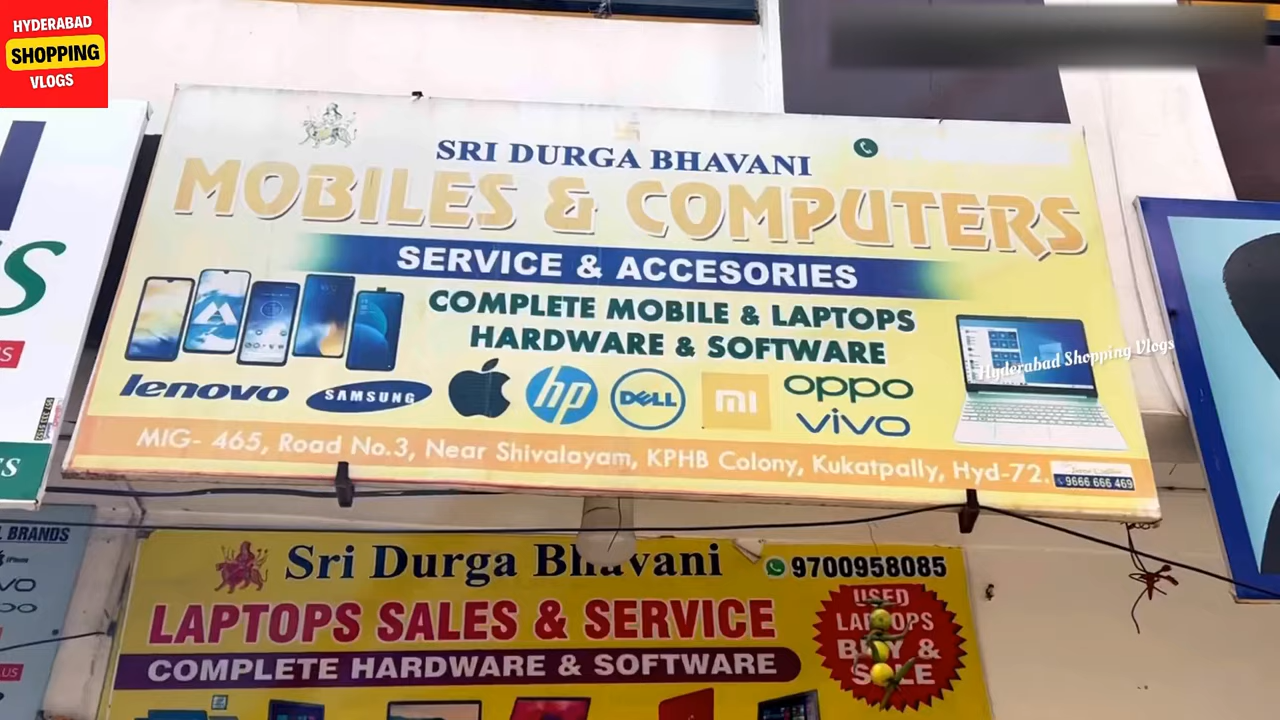 HYDERABAD
SHOPPING
VLOGS
SRI DURGA BHAVANI
MOBILES & COMPUTERS
SERVICE & ACCESORIES
COMPLETE MOBILE & LAPTOPS
HARDWARE & SOFTWARE
lenovo SAMSUNG hp DELL mi oppo
vivo
Hyderabad Shopping Vlogs
MIG- 465, Road No.3, Near Shivalayam, KPHB Colony, Kukatpally, Hyd-72.
9666 666 469
BRANDS
Sri Durga Bhavani
9700958085
LAPTOPS SALES & SERVICE
COMPLETE HARDWARE & SOFTWARE
USED
LAPTOPS
BUY &
SALE